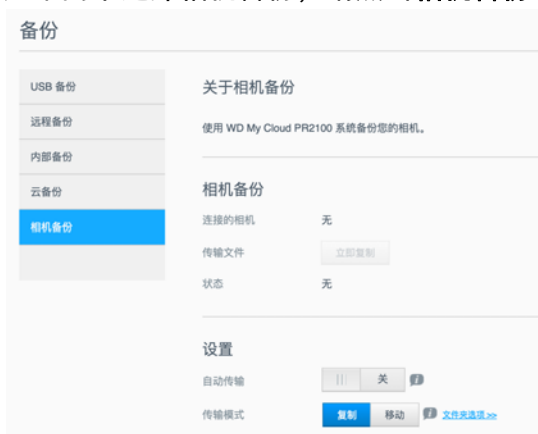 备份
USB 备份
远程备份
内部备份
云备份
相机备份
关于相机备份
使用 WD My Cloud PR2100 系统备份您的相机。
相机备份
连接的相机 无
传输文件 立即复制
状态 无
设置
自动传输 关
传输模式 复制 移动 文件夹选项 >>